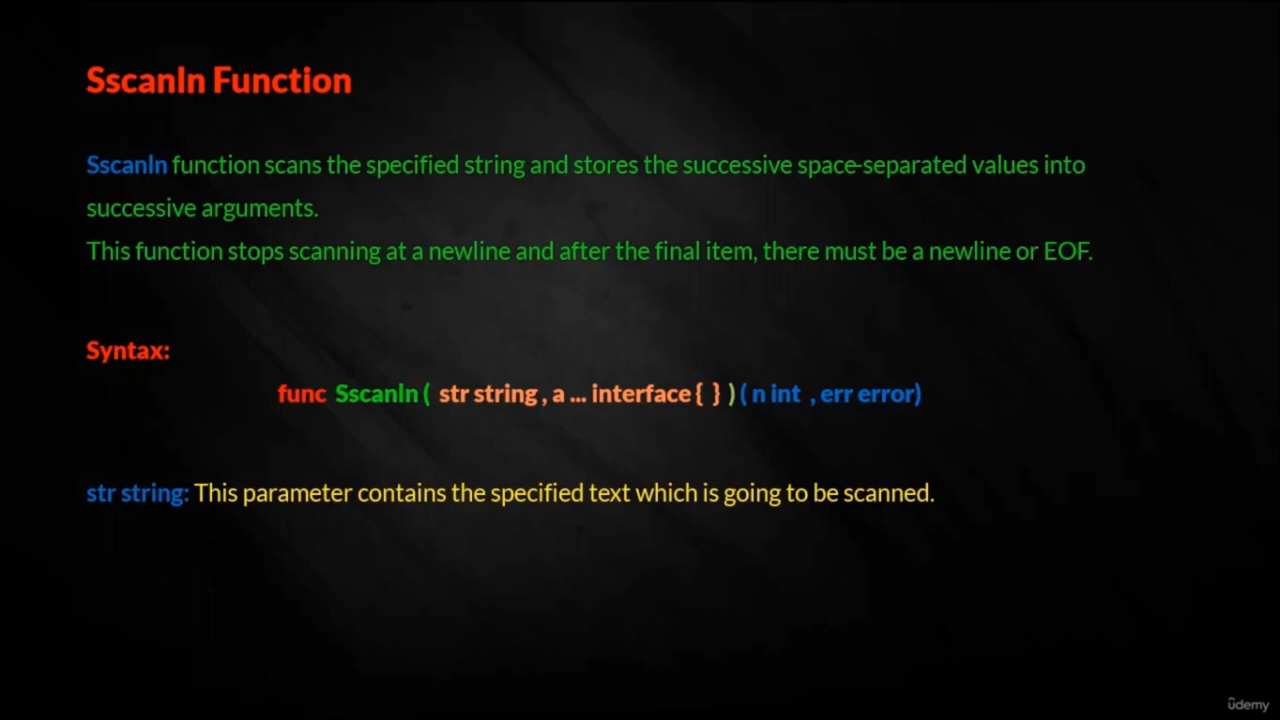 Sscanln Function
Sscanln function scans the specified string and stores the successive space-separated values into
successive arguments.
This function stops scanning at a newline and after the final item, there must be a newline or EOF.
Syntax:
func Sscanln ( str string , a ... interface { } ) ( n int , err error)
str string: This parameter contains the specified text which is going to be scanned.
ûdemy